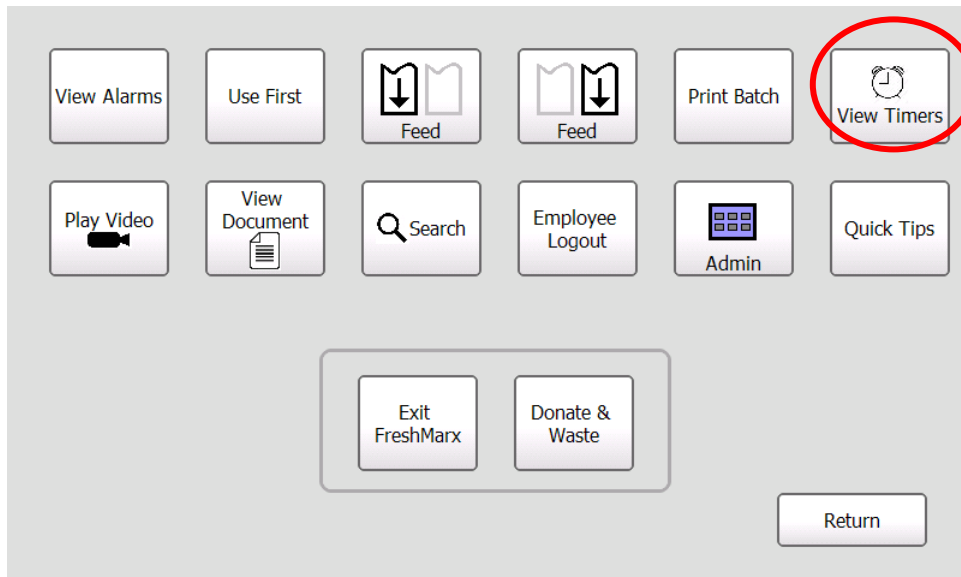 View Alarms
Use First
Feed
Feed
Print Batch
View Timers
Play Video
View
Document
Search
Employee
Logout
Admin
Quick Tips
Exit
FreshMarx
Donate &
Waste
Return